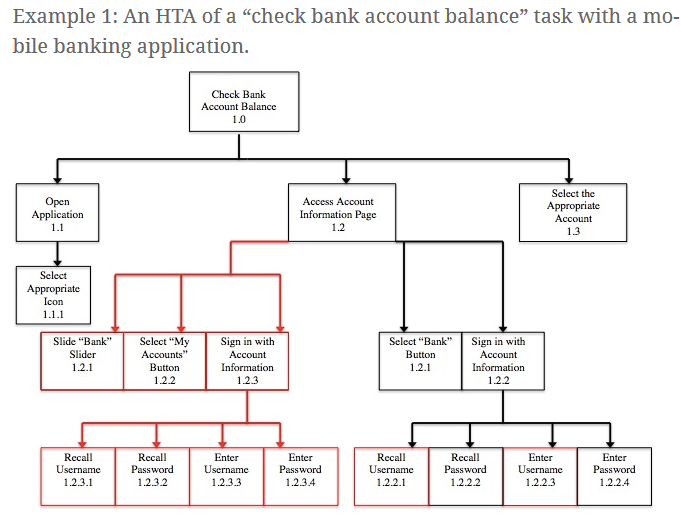 Example 1: An HTA of a “check bank account balance” task with a mo-
bile banking application.
Check Bank
Account Balance
1.0
Open
Application
1.1
Access Account
Information Page
1.2
Select the
Appropriate
Account
1.3
Select
Appropriate
Icon
1.1.1
Slide “Bank”
Slider
1.2.1
Select “My
Accounts”
Button
1.2.2
Sign in with
Account
Information
1.2.3
Select “Bank”
Button
1.2.1
Sign in with
Account
Information
1.2.2
Recall
Username
1.2.3.1
Recall
Password
1.2.3.2
Enter
Username
1.2.3.3
Enter
Password
1.2.3.4
Recall
Username
1.2.2.1
Recall
Password
1.2.2.2
Enter
Username
1.2.2.3
Enter
Password
1.2.2.4